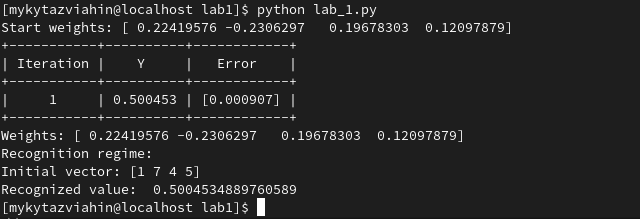 [mykytazviahin@localhost lab1]$ python lab_1.py
Start weights: [ 0.22419576 -0.2306297   0.19678303  0.12097879]
+-----------+----------+------------+
| Iteration |    Y     |   Error    |
+-----------+----------+------------+
|     1     | 0.500453 | [0.000907] |
+-----------+----------+------------+
Weights: [ 0.22419576 -0.2306297   0.19678303  0.12097879]
Recognition regime:
Initial vector: [1 7 4 5]
Recognized value:  0.5004534889760589
[mykytazviahin@localhost lab1]$